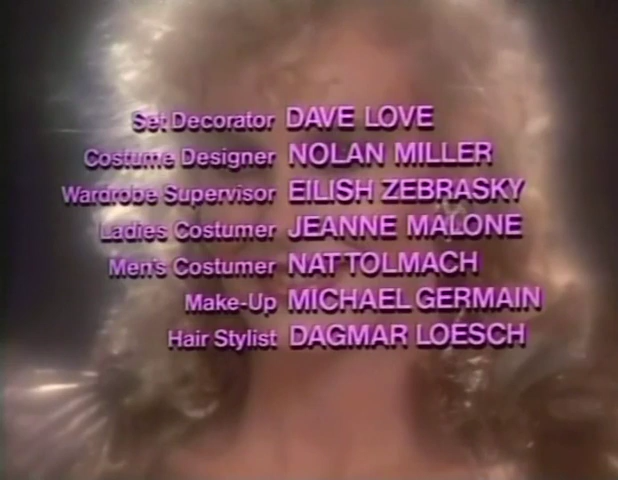 Set Decorator DAVE LOVE
Costume Designer NOLAN MILLER
Wardrobe Supervisor EILISH ZEBRASKY
Ladies Costumer JEANNE MALONE
Men's Costumer NAT TOLMACH
Make-Up MICHAEL GERMAIN
Hair Stylist DAGMAR LOESCH